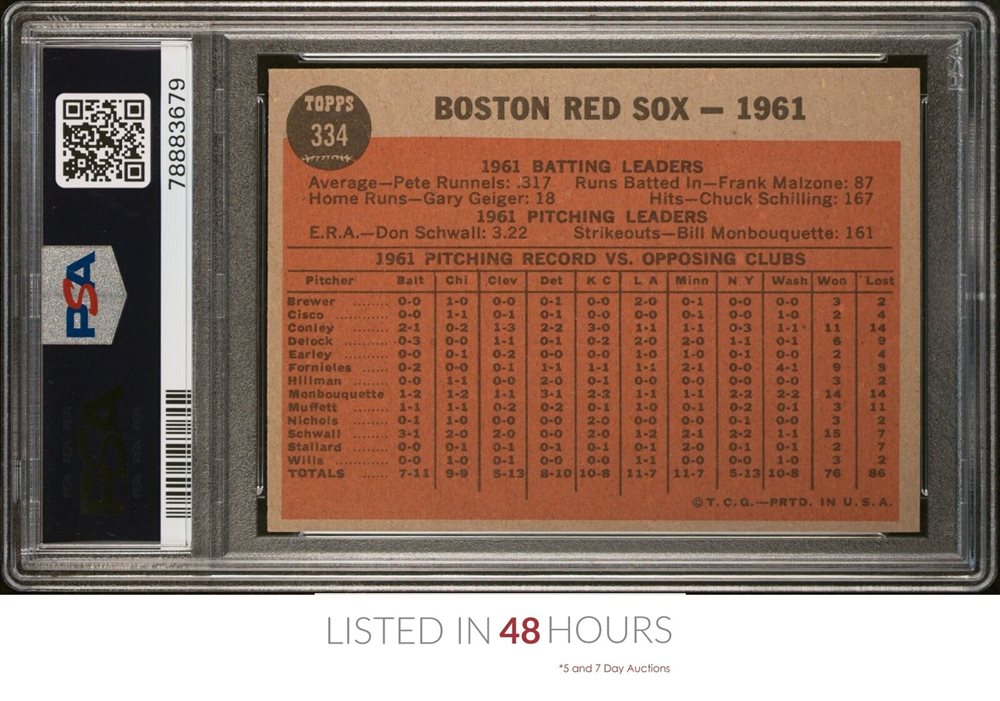 78883679
PSA
TOPPS
334
BOSTON RED SOX — 1961
1961 BATTING LEADERS
Average—Pete Runnels: .317 Runs Batted In—Frank Malzone: 87
Home Runs—Gary Geiger: 18 Hits—Chuck Schilling: 167
1961 PITCHING LEADERS
E.R.A.—Don Schwall: 3.22 Strikeouts—Bill Monbouquette: 161
1961 PITCHING RECORD VS. OPPOSING CLUBS
Pitcher Balt Chi Clev Det K C L A Minn N Y Wash Won Lost
Brewer ........ 0-0 1-0 0-0 0-1 0-0 2-0 0-1 0-0 0-0 3 2
Cisco ........ 0-0 1-1 0-1 0-1 0-0 0-0 0-1 0-0 1-0 2 4
Conley ........ 2-1 0-2 1-3 2-2 3-0 1-1 1-1 0-3 1-1 11 14
Delock ........ 0-3 0-0 1-1 0-1 0-2 2-0 2-0 1-1 0-1 6 9
Earley ........ 0-0 0-1 0-2 0-0 0-0 1-0 1-0 0-1 0-0 2 4
Fornieles ........ 0-2 0-0 0-1 1-1 1-1 1-1 2-1 0-0 4-1 9 8
Hillman ........ 0-0 1-1 0-0 2-0 0-1 0-0 0-0 0-0 0-0 3 2
Monbouquette 1-2 1-2 1-1 3-1 2-2 1-1 1-1 2-2 2-2 14 14
Muffett ........ 1-1 1-1 0-2 0-2 0-1 1-0 0-1 0-2 0-1 3 11
Nichols ........ 0-1 1-0 0-0 0-0 2-0 0-0 0-0 0-0 0-1 3 2
Schwall ........ 3-1 2-0 2-0 0-0 2-0 1-2 2-1 2-2 1-1 15 7
Stallard ........ 0-0 0-1 0-1 0-1 0-1 0-1 2-0 0-1 0-1 2 7
Wills ........ 0-0 1-0 0-1 0-0 0-0 1-1 0-0 0-0 1-0 3 2
TOTALS ........ 7-11 9-9 5-13 8-10 10-8 11-7 11-7 5-13 10-8 76 86
©T.C.G.—PRTD. IN U.S.A.
LISTED IN 48 HOURS
*5 and 7 Day Auctions